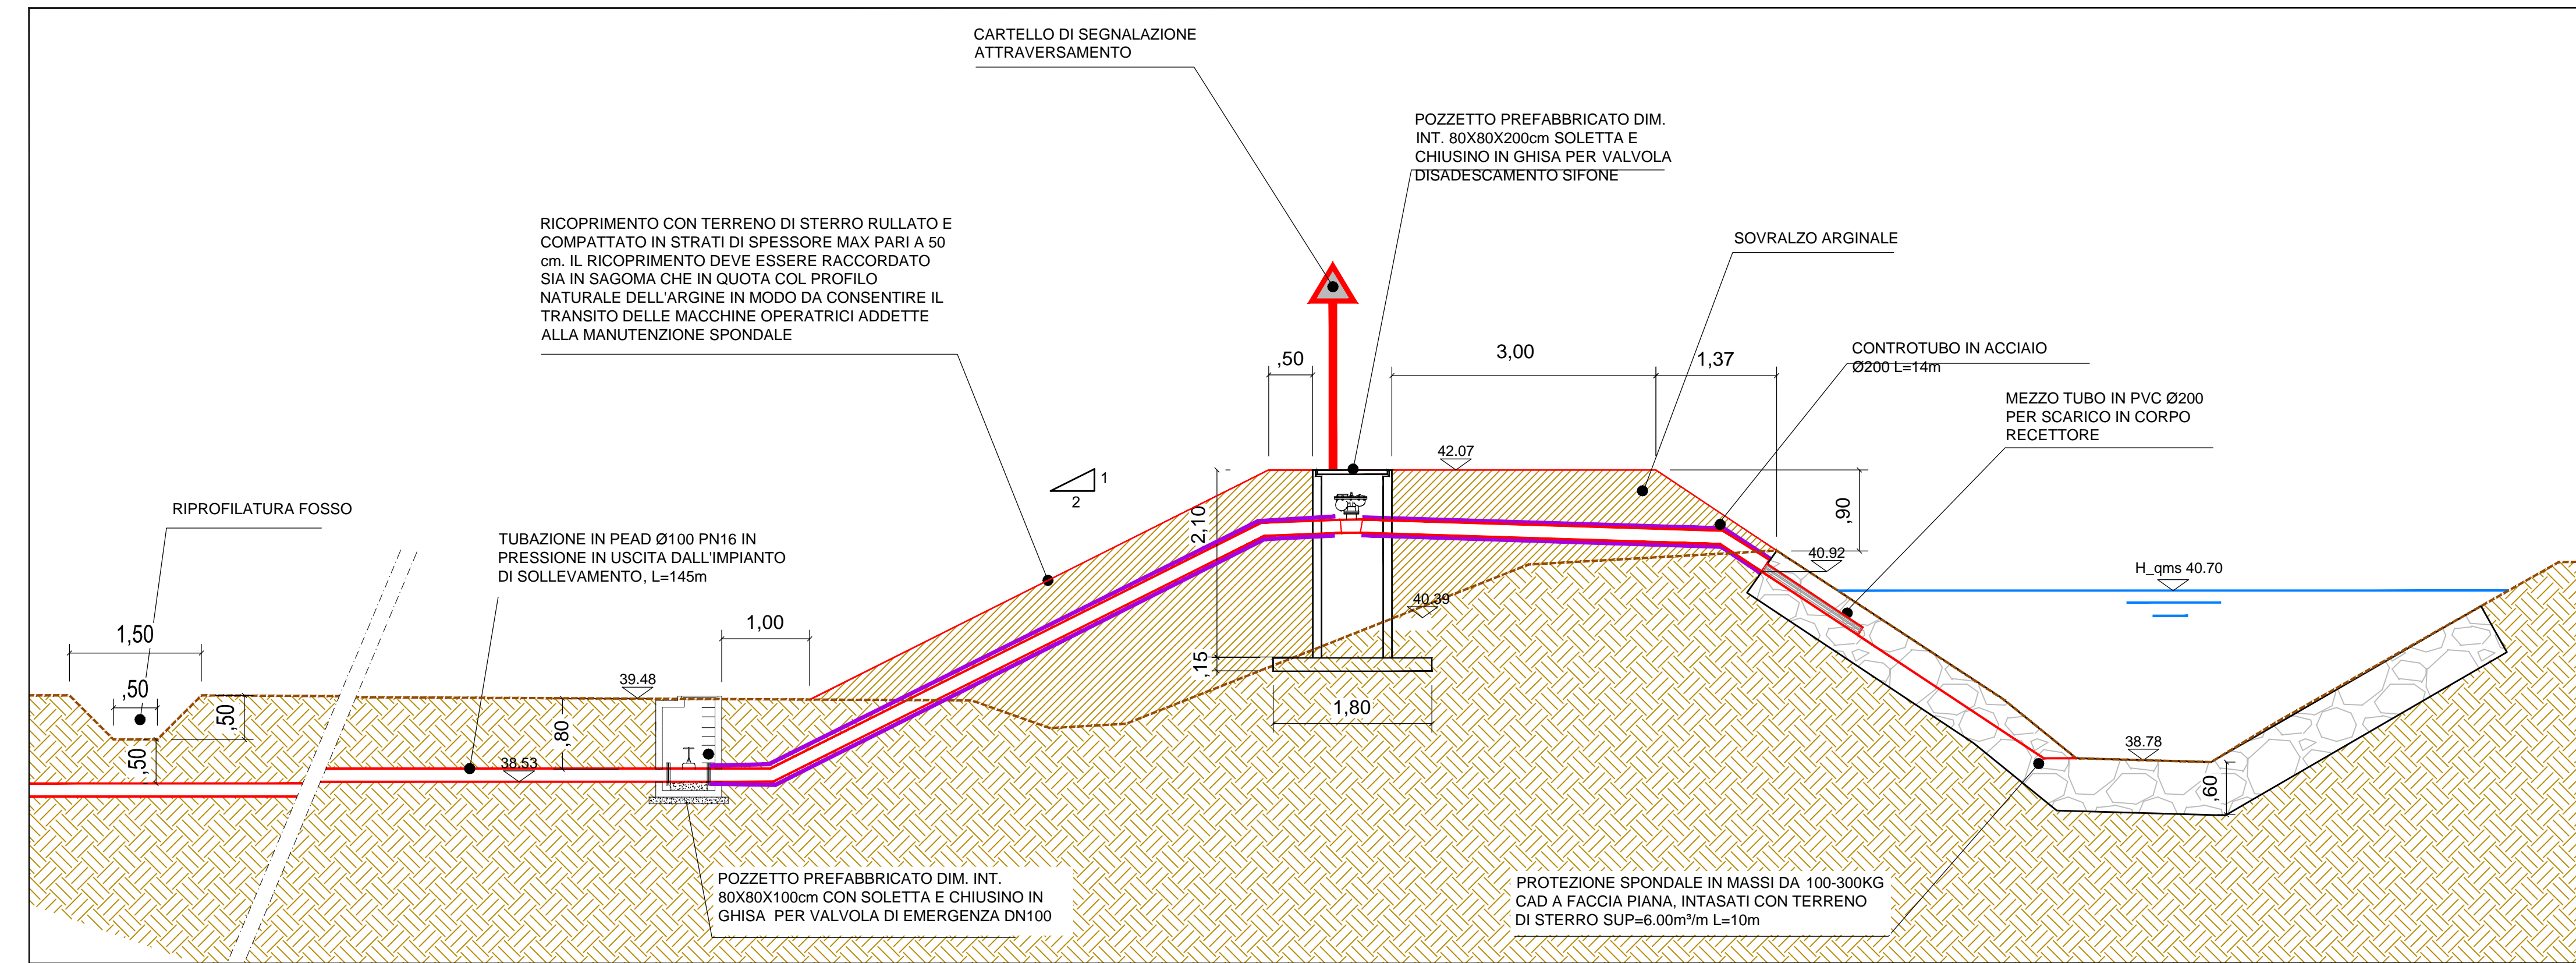 CARTELLO DI SEGNALAZIONE
ATTRAVERSAMENTO
POZZETTO PREFABBRICATO DIM.
INT. 80X80X200cm SOLETTA E
CHIUSINO IN GHISA PER VALVOLA
DISADESCAMENTO SIFONE
RICOPRIMENTO CON TERRENO DI STERRO RULLATO E
COMPATTATO IN STRATI DI SPESSORE MAX PARI A 50
cm. IL RICOPRIMENTO DEVE ESSERE RACCORDATO
SIA IN SAGOMA CHE IN QUOTA COL PROFILO
NATURALE DELL'ARGINE IN MODO DA CONSENTIRE IL
TRANSITO DELLE MACCHINE OPERATRICI ADDETTE
ALLA MANUTENZIONE SPONDALE
SOVRALZO ARGINALE
CONTROTUBO IN ACCIAIO
Ø200 L=14m
MEZZO TUBO IN PVC Ø200
PER SCARICO IN CORPO
RECETTORE
,50
3,00
1,37
42.07
1
2
2,10
,90
40.92
H_qms 40.70
40.39
RIPROFILATURA FOSSO
TUBAZIONE IN PEAD Ø100 PN16 IN
PRESSIONE IN USCITA DALL'IMPIANTO
DI SOLLEVAMENTO, L=145m
1,50
,50
,50
,50
39.48
,80
38.53
1,00
,15
1,80
38.78
,60
POZZETTO PREFABBRICATO DIM. INT.
80X80X100cm CON SOLETTA E CHIUSINO IN
GHISA PER VALVOLA DI EMERGENZA DN100
PROTEZIONE SPONDALE IN MASSI DA 100-300KG
CAD A FACCIA PIANA, INTASATI CON TERRENO
DI STERRO SUP=6.00m³/m L=10m